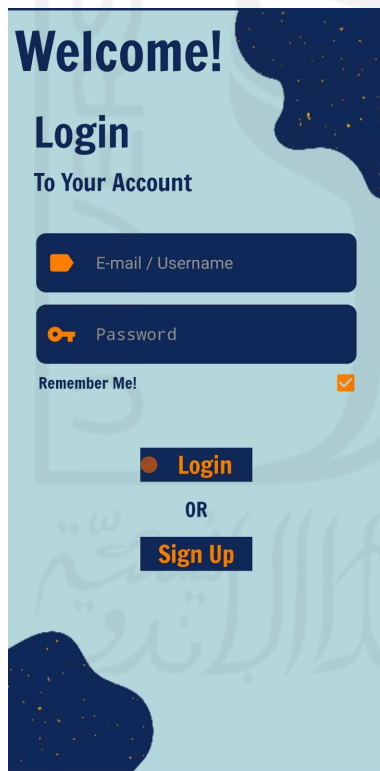 Welcome!
Login
To Your Account
E-mail / Username
Password
Remember Me!
Login
OR
Sign Up